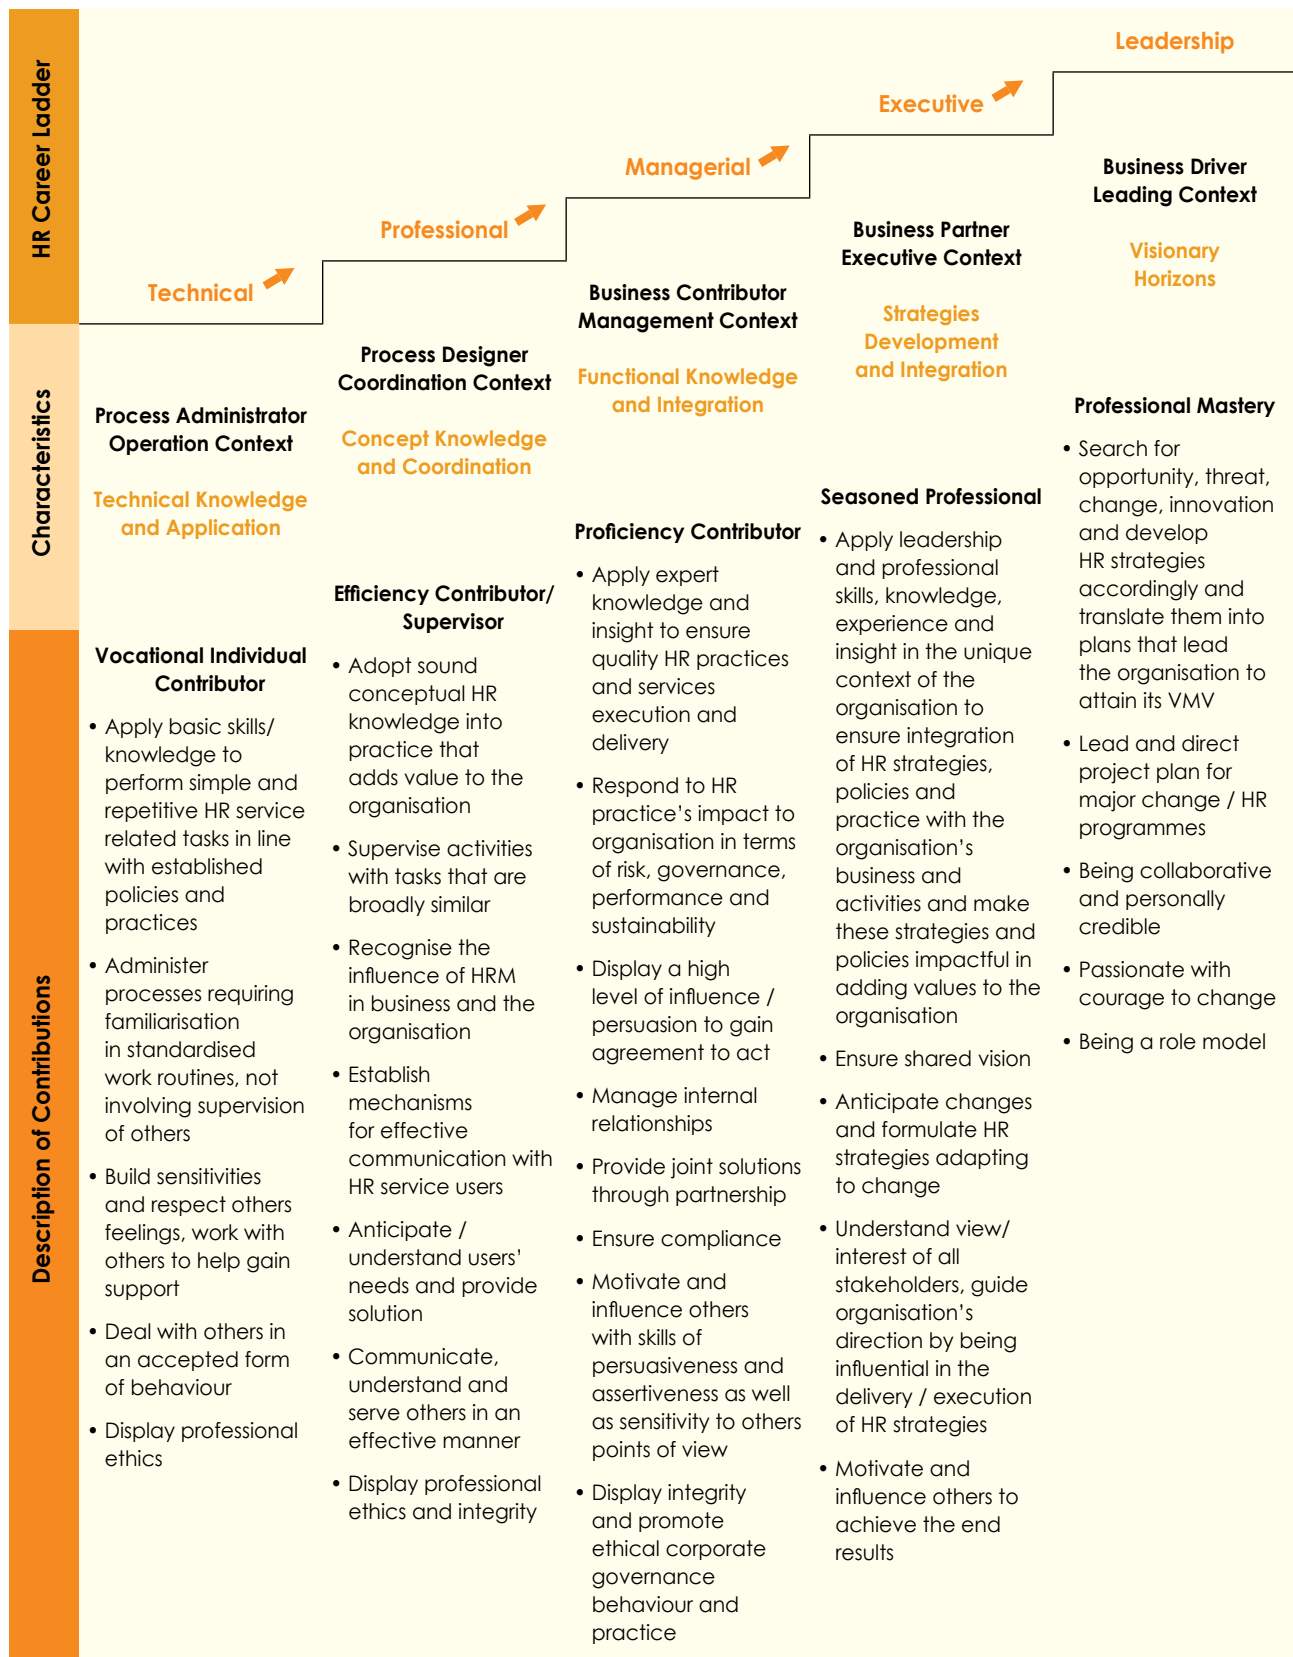 HR Career Ladder
Characteristics
Description of Contributions
Technical
Process Administrator
Operation Context
Technical Knowledge
and Application
Vocational Individual
Contributor
• Apply basic skills/
knowledge to
perform simple and
repetitive HR service
related tasks in line
with established
policies and
practices
• Administer
processes requiring
familiarisation
in standardised
work routines, not
involving supervision
of others
• Build sensitivities
and respect others
feelings, work with
others to help gain
support
• Deal with others in
an accepted form
of behaviour
• Display professional
ethics
Professional
Process Designer
Coordination Context
Concept Knowledge
and Coordination
Efficiency Contributor/
Supervisor
• Adopt sound
conceptual HR
knowledge into
practice that
adds value to the
organisation
• Supervise activities
with tasks that are
broadly similar
• Recognise the
influence of HRM
in business and the
organisation
• Establish
mechanisms
for effective
communication with
HR service users
• Anticipate /
understand users’
needs and provide
solution
• Communicate,
understand and
serve others in an
effective manner
• Display professional
ethics and integrity
Managerial
Business Contributor
Management Context
Functional Knowledge
and Integration
Proficiency Contributor
• Apply expert
knowledge and
insight to ensure
quality HR practices
and services
execution and
delivery
• Respond to HR
practice’s impact to
organisation in terms
of risk, governance,
performance and
sustainability
• Display a high
level of influence /
persuasion to gain
agreement to act
• Manage internal
relationships
• Provide joint solutions
through partnership
• Ensure compliance
• Motivate and
influence others
with skills of
persuasiveness and
assertiveness as well
as sensitivity to others
points of view
• Display integrity
and promote
ethical corporate
governance
behaviour and
practice
Executive
Business Partner
Executive Context
Strategies
Development
and Integration
Seasoned Professional
• Apply leadership
and professional
skills, knowledge,
experience and
insight in the unique
context of the
organisation to
ensure integration
of HR strategies,
policies and
practice with the
organisation’s
business and
activities and make
these strategies and
policies impactful in
adding values to the
organisation
• Ensure shared vision
• Anticipate changes
and formulate HR
strategies adapting
to change
• Understand view/
interest of all
stakeholders, guide
organisation’s
direction by being
influential in the
delivery / execution
of HR strategies
• Motivate and
influence others to
achieve the end
results
Leadership
Business Driver
Leading Context
Visionary
Horizons
Professional Mastery
• Search for
opportunity, threat,
change, innovation
and develop
HR strategies
accordingly and
translate them into
plans that lead
the organisation to
attain its VMV
• Lead and direct
project plan for
major change / HR
programmes
• Being collaborative
and personally
credible
• Passionate with
courage to change
• Being a role model